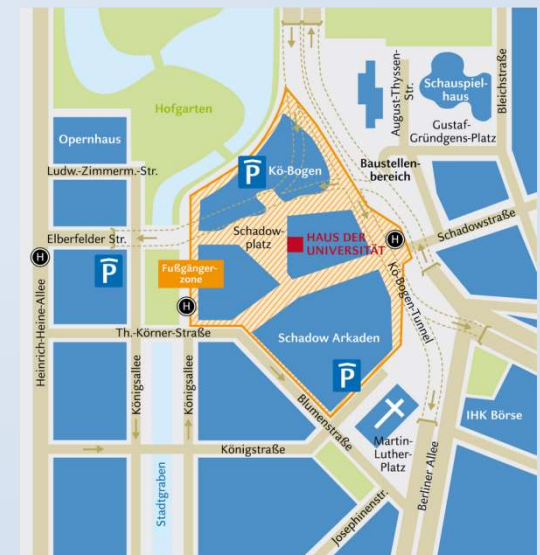 Hofgarten
Opernhaus
Ludw.-Zimmerm.-Str.
Elberfelder Str.
H
P
Heinrich-Heine-Allee
Th.-Körner-Straße
Königsallee
Königsallee
Königstraße
Stadtgraben
P
Kö-Bogen
Schadow-
platz
HAUS DER
UNIVERSITÄT
Fußgänger-
zone
H
Schadow Arkaden
P
Blumenstraße
Martin-
Luther-
Platz
Josephinenstr.
Berliner Allee
IHK Börse
Kö-Bogen-Tunnel
H
Schadowstraße
Baustellen-
bereich
August-Thyssen-
Str.
Schauspiel-
haus
Gustaf-
Gründgens-Platz
Bleichstraße